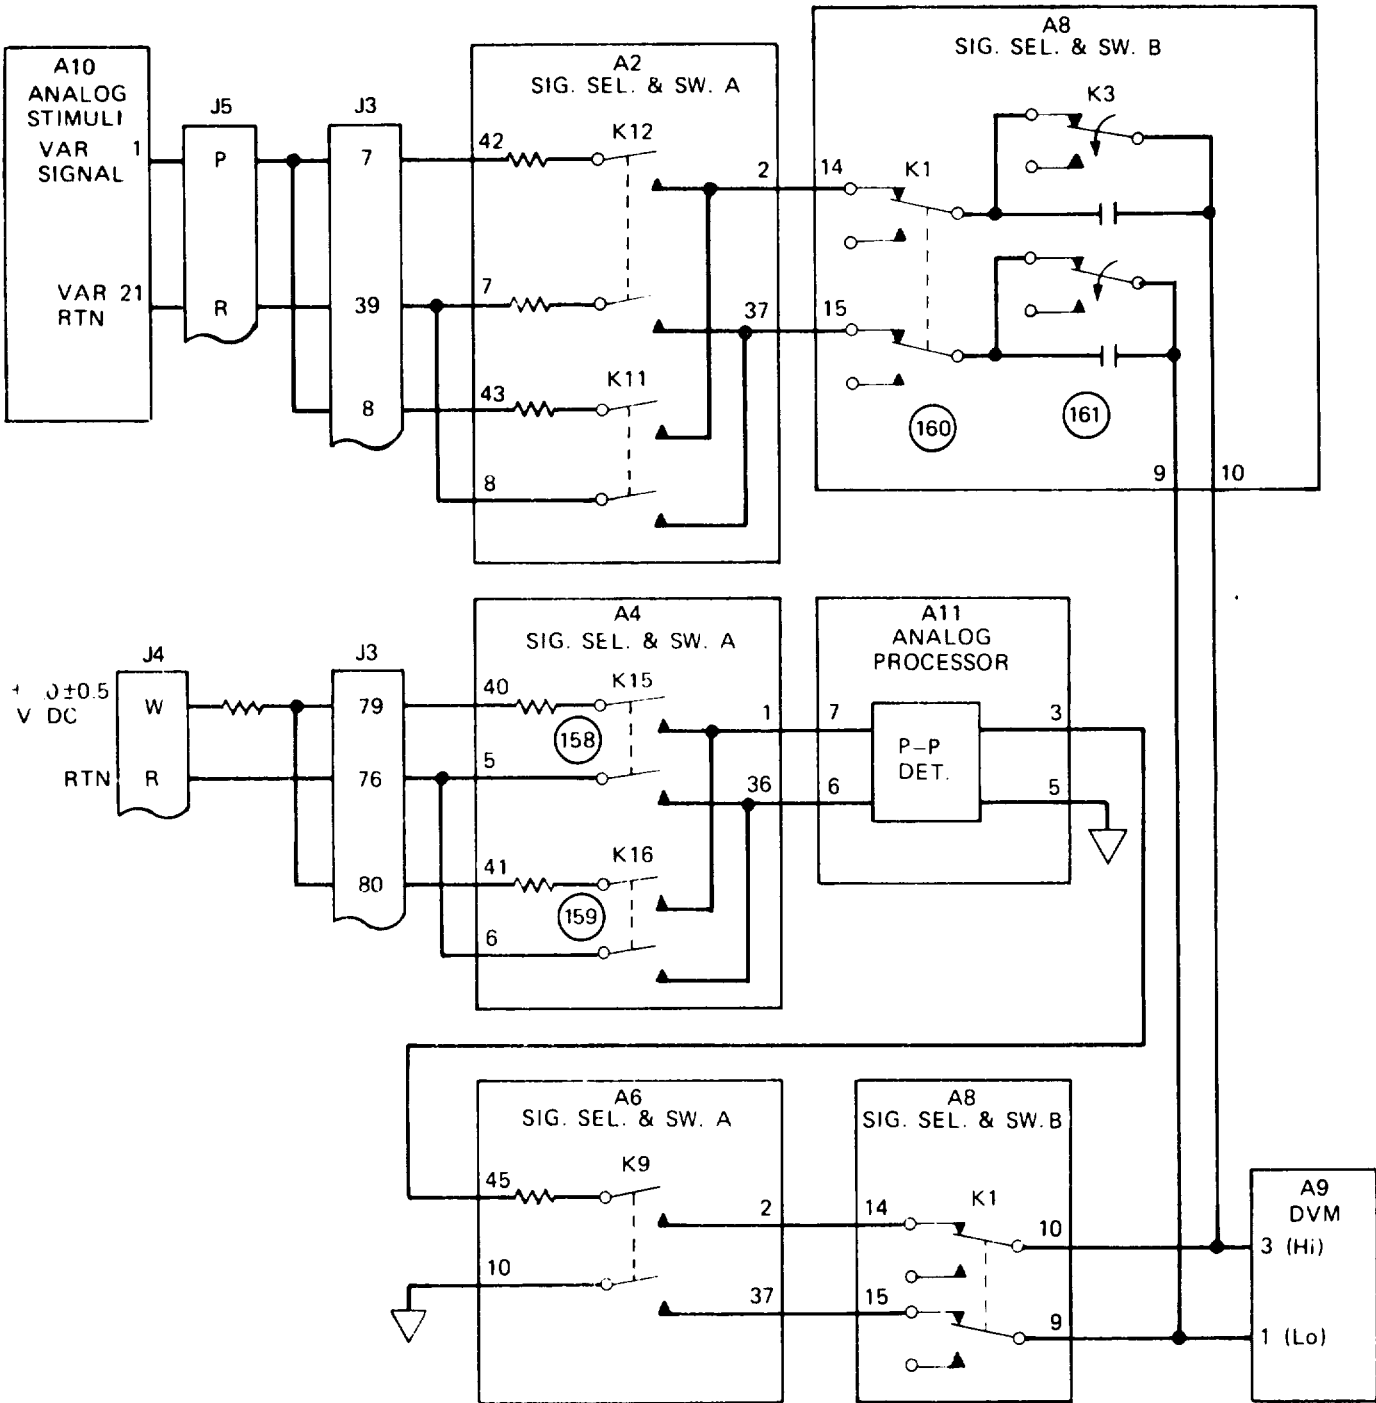 A10
ANALOG
STIMULI
VAR 1
SIGNAL
VAR 21
RTN
J5
P
R
J3
7
39
8
A2
SIG. SEL. & SW. A
42
K12
2
7
37
43
K11
8
A8
SIG. SEL. & SW. B
K3
14
K1
15
160
161
9
10
±0.5
V DC
RTN
J4
W
R
J3
79
76
80
A4
SIG. SEL. & SW. A
40
K15
158
1
5
36
41
K16
159
6
A11
ANALOG
PROCESSOR
7
3
P-P
DET.
6
5
A6
SIG. SEL. & SW. A
45
K9
2
10
37
A8
SIG. SEL. & SW. B
14
K1
10
15
9
A9
DVM
3 (Hi)
1 (Lo)